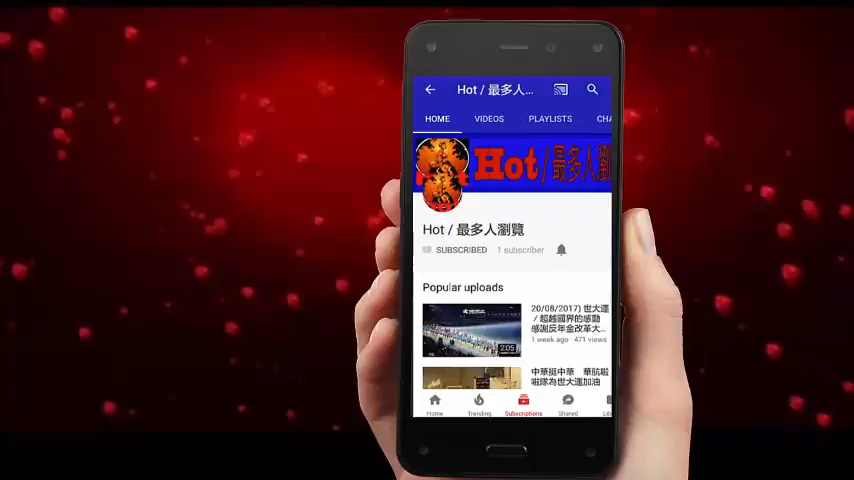 Hot / 最多人...
HOME VIDEOS PLAYLISTS CHA
Hot / 最多人瀏
Hot / 最多人瀏覽
SUBSCRIBED 1 subscriber
Popular uploads
20/08/2017) 世大運
/ 超越國界的感動
感謝反年金改革大...
1 week ago · 471 views
2:05
中華挺中華 華航啦
啦隊為世大運加油
Home Trending Subscriptions Shared Li